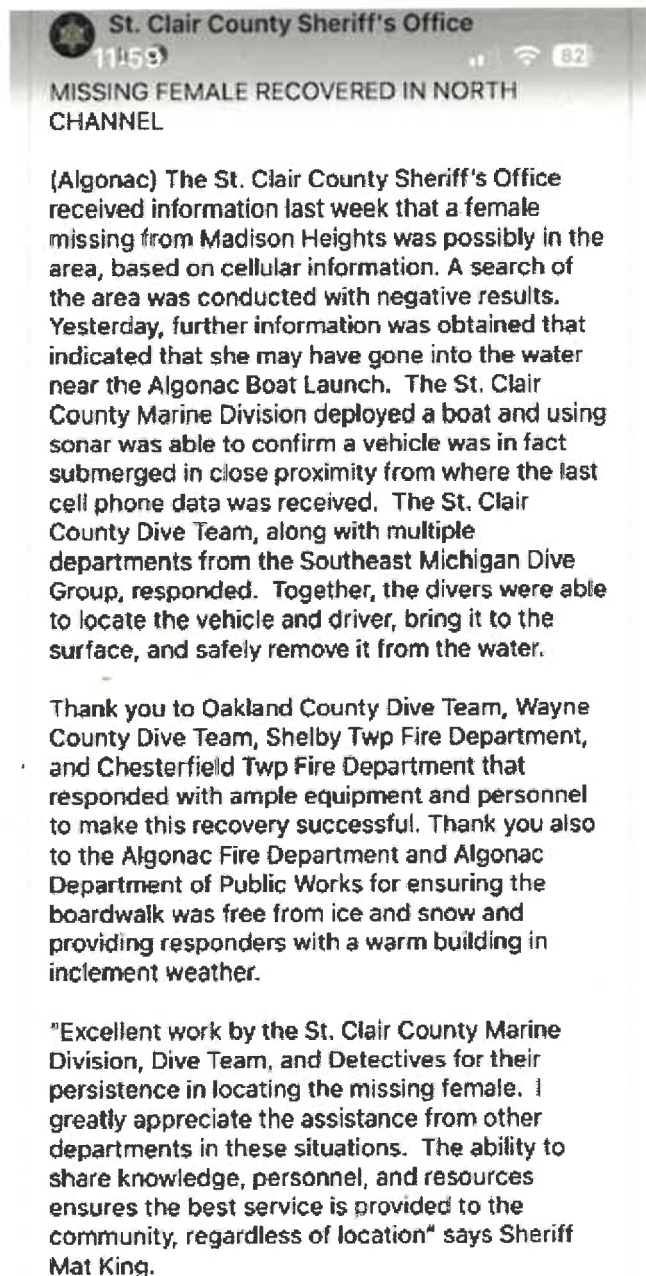 St. Clair County Sheriff's Office
11:59 82
MISSING FEMALE RECOVERED IN NORTH
CHANNEL
(Algonac) The St. Clair County Sheriff's Office
received information last week that a female
missing from Madison Heights was possibly in the
area, based on cellular information. A search of
the area was conducted with negative results.
Yesterday, further information was obtained that
indicated that she may have gone into the water
near the Algonac Boat Launch. The St. Clair
County Marine Division deployed a boat and using
sonar was able to confirm a vehicle was in fact
submerged in close proximity from where the last
cell phone data was received. The St. Clair
County Dive Team, along with multiple
departments from the Southeast Michigan Dive
Group, responded. Together, the divers were able
to locate the vehicle and driver, bring it to the
surface, and safely remove it from the water.
Thank you to Oakland County Dive Team, Wayne
County Dive Team, Shelby Twp Fire Department,
and Chesterfield Twp Fire Department that
responded with ample equipment and personnel
to make this recovery successful. Thank you also
to the Algonac Fire Department and Algonac
Department of Public Works for ensuring the
boardwalk was free from ice and snow and
providing responders with a warm building in
inclement weather.
"Excellent work by the St. Clair County Marine
Division, Dive Team, and Detectives for their
persistence in locating the missing female. I
greatly appreciate the assistance from other
departments in these situations. The ability to
share knowledge, personnel, and resources
ensures the best service is provided to the
community, regardless of location" says Sheriff
Mat King.